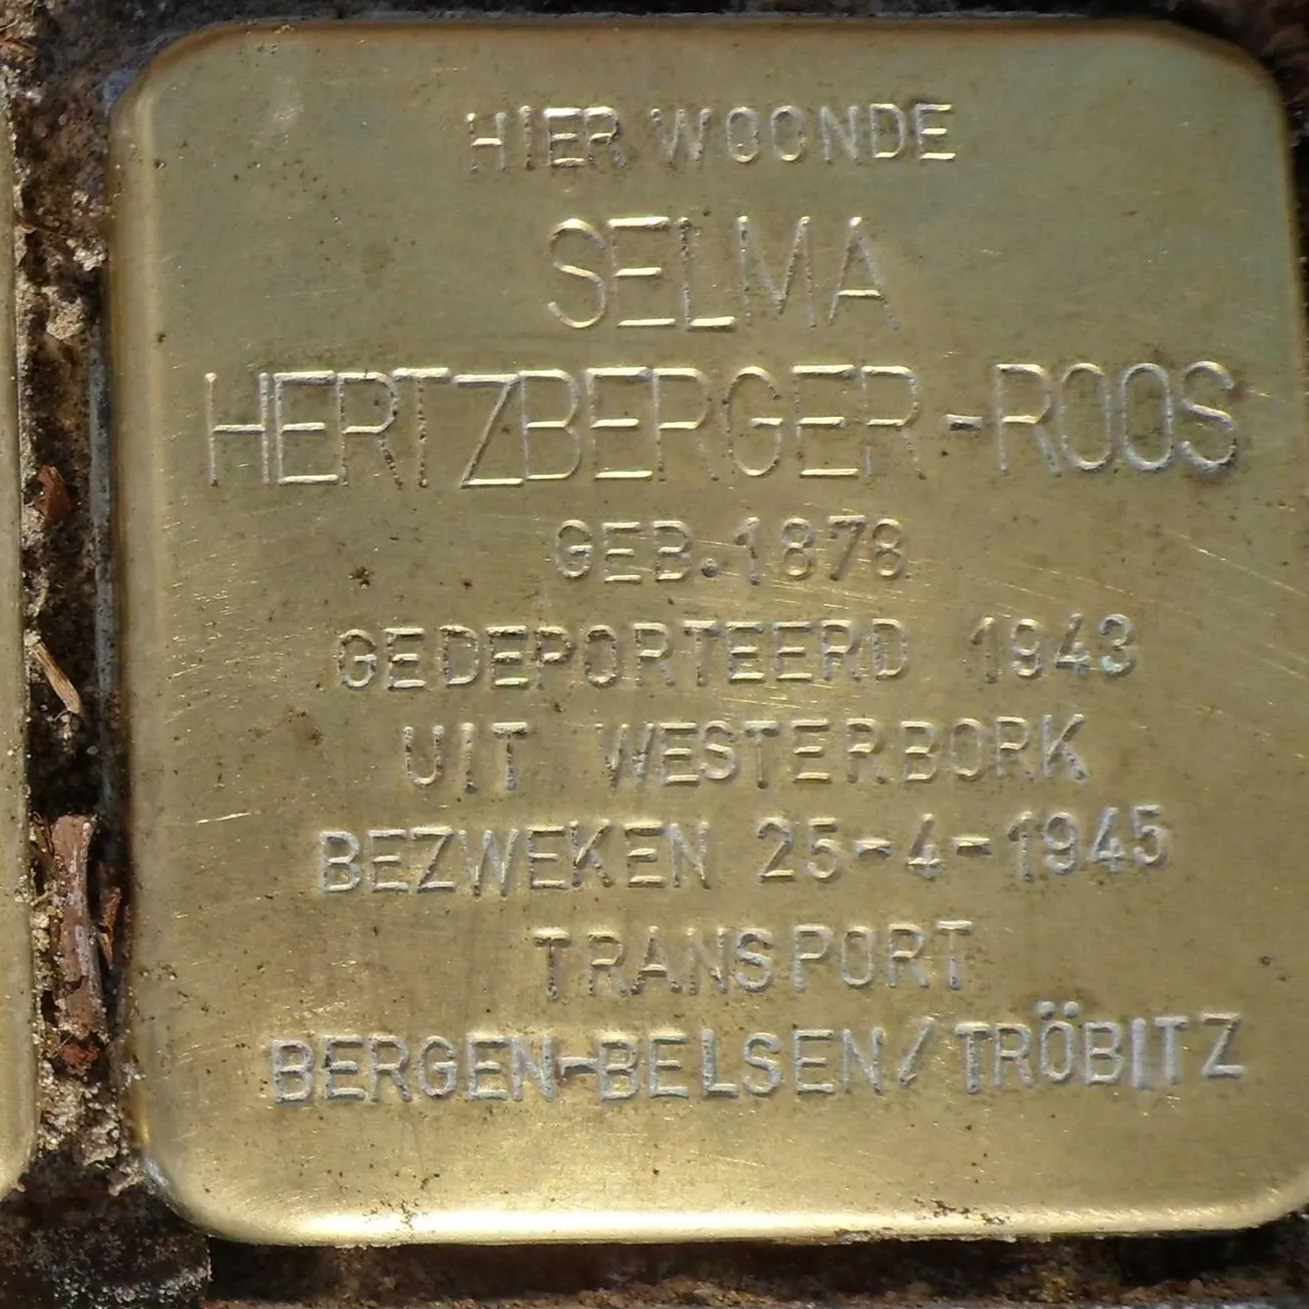 HIER WOONDE
SELMA
HERTZBERGER-ROOS
GEB.1878
GEDEPORTEERD 1943
UIT WESTERBORK
BEZWEKEN 25-4-1945
TRANSPORT
BERGEN-BELSEN/TRÖBITZ